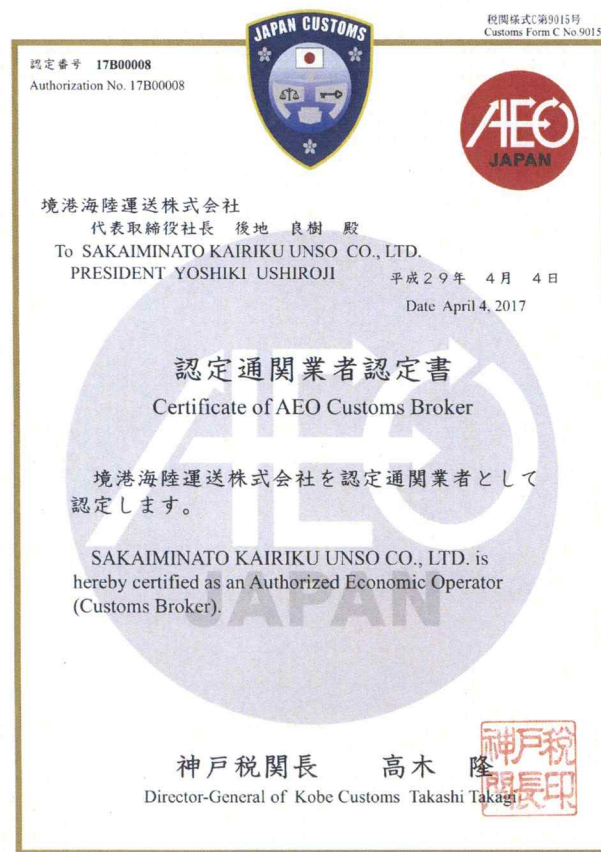 税関様式C第9015号
Customs Form C No.9015
JAPAN CUSTOMS
認定番号 17B00008
Authorization No. 17B00008
AEO
JAPAN
境港海陸運送株式会社
代表取締役社長 後地 良樹 殿
To SAKAIMINATO KAIRIKU UNSO CO., LTD.
PRESIDENT YOSHIKI USHIROJI
平成29年 4月 4日
Date April 4, 2017
認定通関業者認定書
Certificate of AEO Customs Broker
境港海陸運送株式会社を認定通関業者として
認定します。
SAKAIMINATO KAIRIKU UNSO CO., LTD. is
hereby certified as an Authorized Economic Operator
(Customs Broker).
AEO
JAPAN
神戸税関長 高木 隆
Director-General of Kobe Customs Takashi Takagi
神戸税
関長印